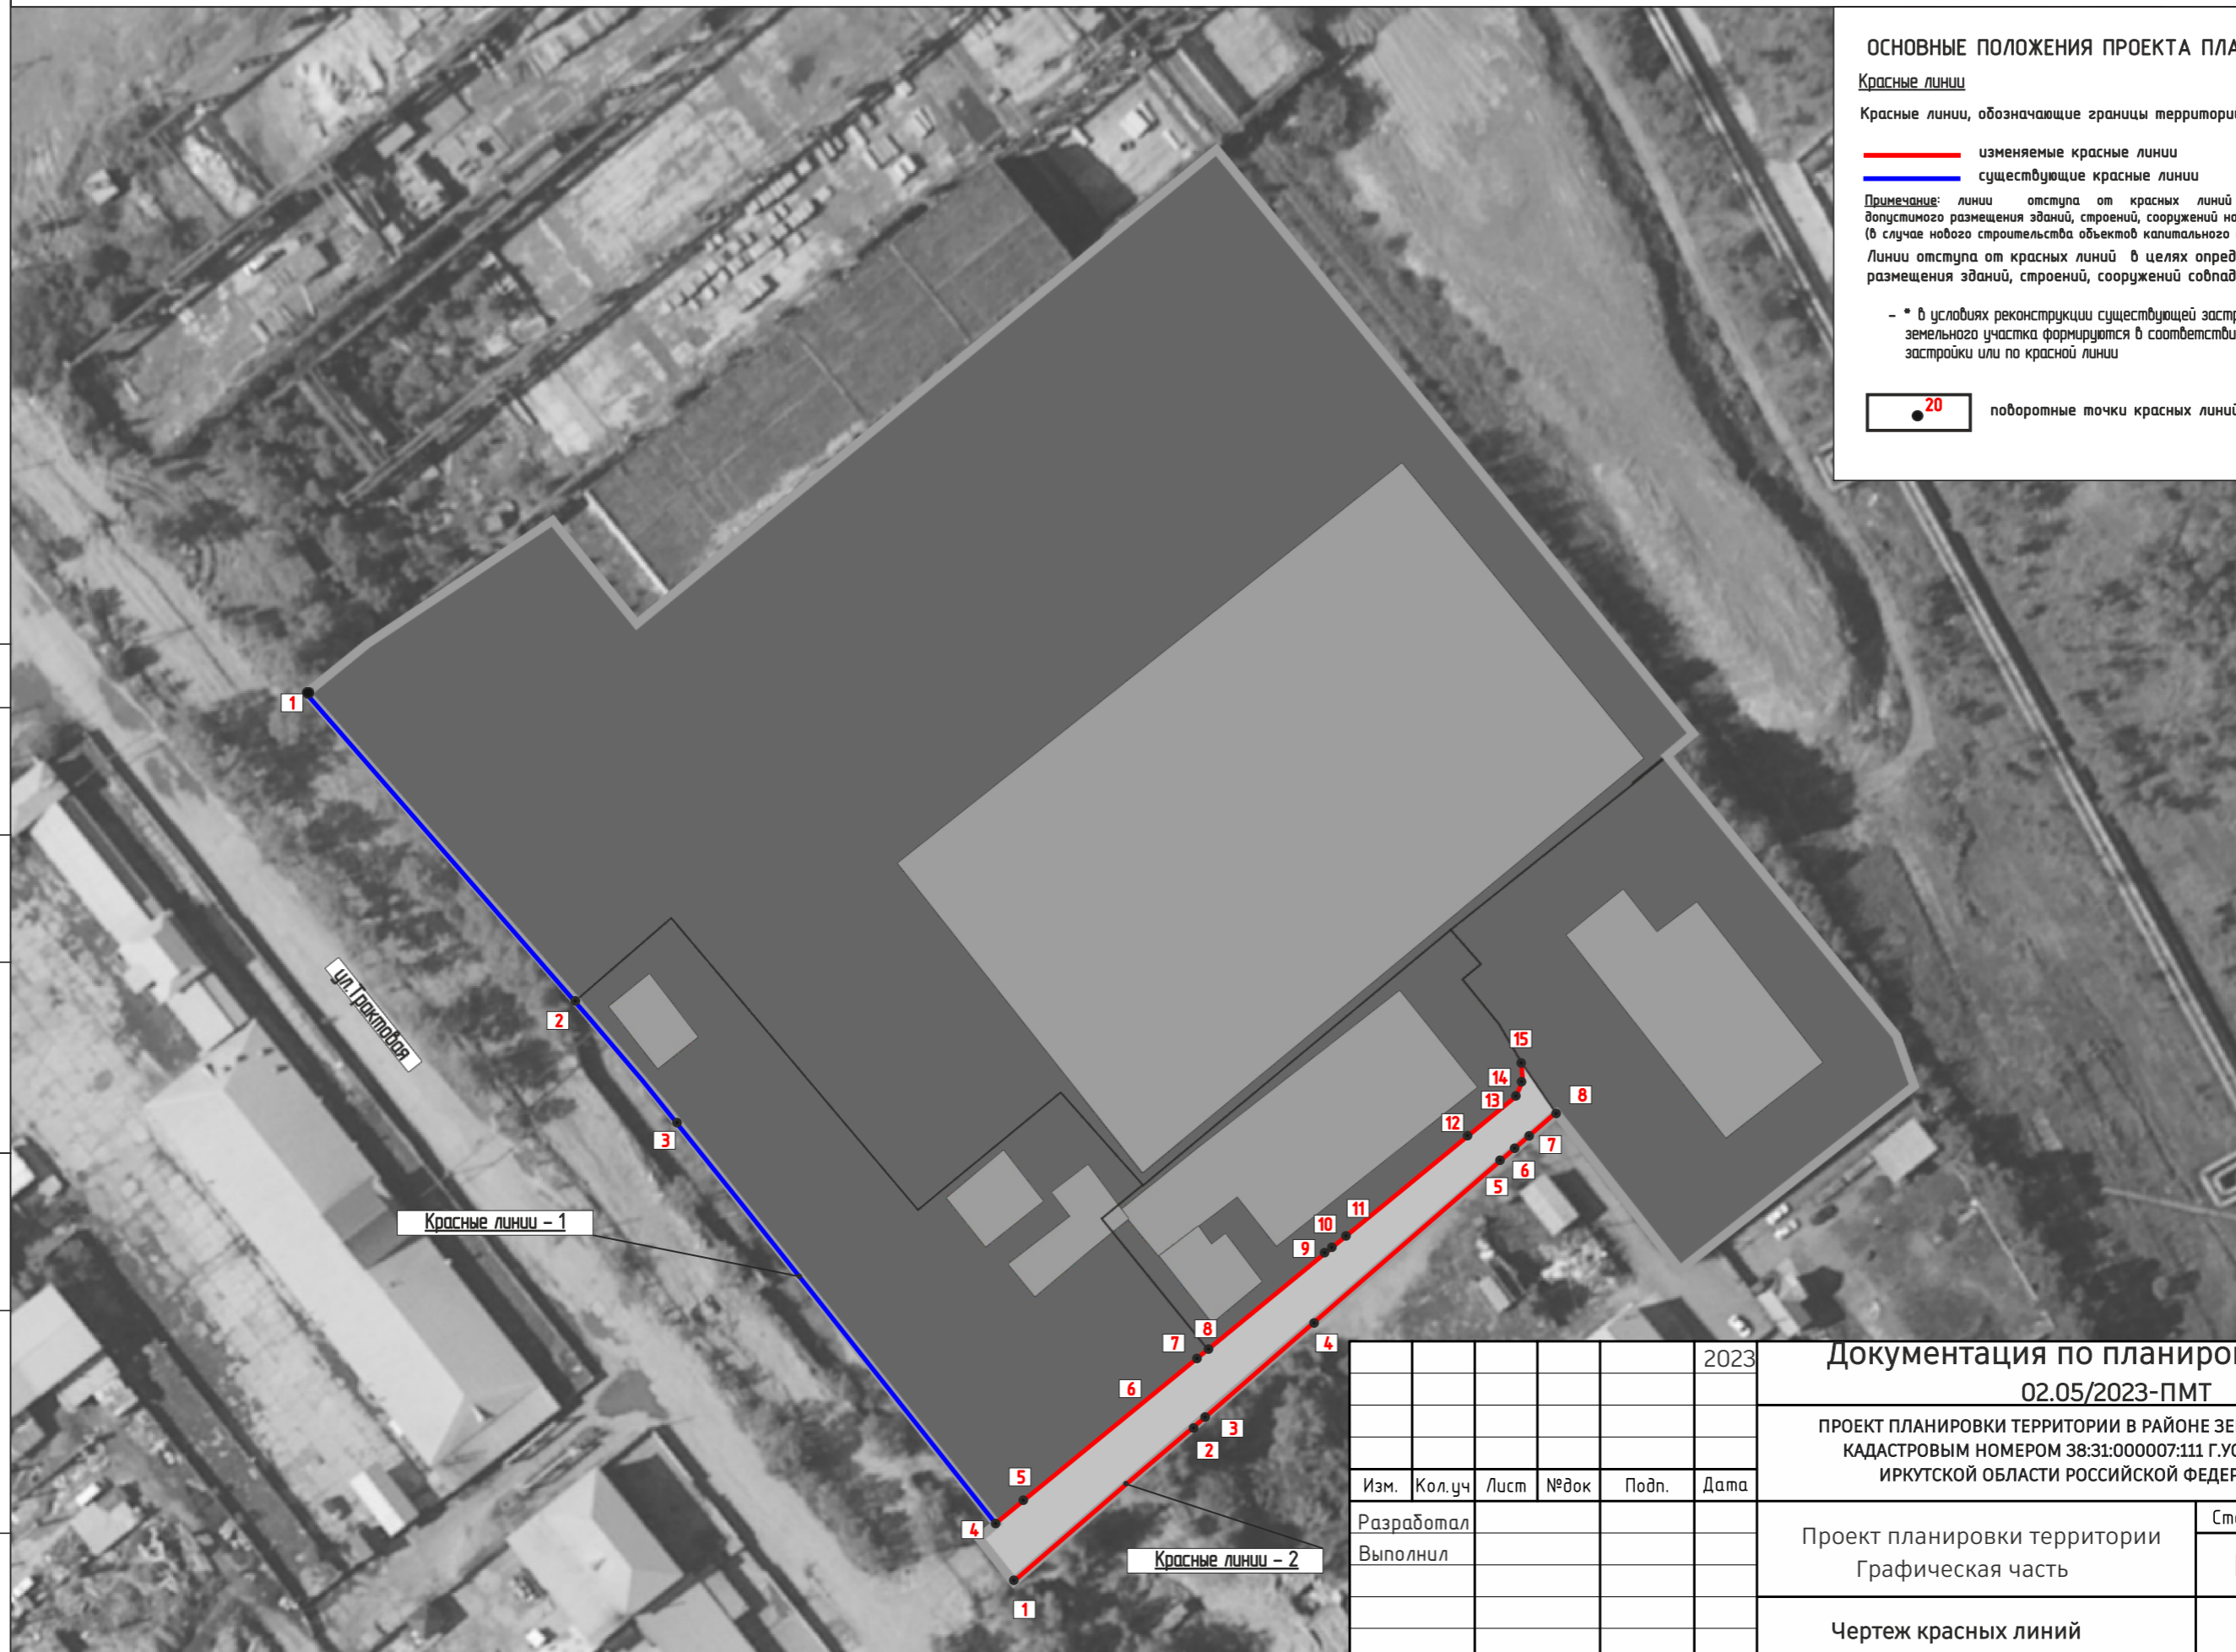 ОСНОВНЫЕ ПОЛОЖЕНИЯ ПРОЕКТА ПЛА
Красные линии
Красные линии, обозначающие границы территори
изменяемые красные линии
существующие красные линии
Примечание: линии отступа от красных линий
допустимого размещения зданий, строений, сооружений на
(в случае нового строительства объектов капитального
Линии отступа от красных линий в целях опред
размещения зданий, строений, сооружений совпад
- * в условиях реконструкции существующей застр
земельного участка формируются в соответстви
застройки или по красной линии
20
поворотные точки красных линий
1
2
3
ул.Трактовая
Красные линии - 1
15
14
13
8
12
7
6
5
11
10
9
8
7
4
6
3
2
5
4
Красные линии - 2
1
2023
Изм. Кол.уч Лист №док Подп. Дата
Разработал
Выполнил
Документация по планиро
02.05/2023-ПМТ
ПРОЕКТ ПЛАНИРОВКИ ТЕРРИТОРИИ В РАЙОНЕ ЗЕ
КАДАСТРОВЫМ НОМЕРОМ 38:31:000007:111 Г.УС
ИРКУТСКОЙ ОБЛАСТИ РОССИЙСКОЙ ФЕДЕР
Проект планировки территории
Графическая часть
Ст
Чертеж красных линий